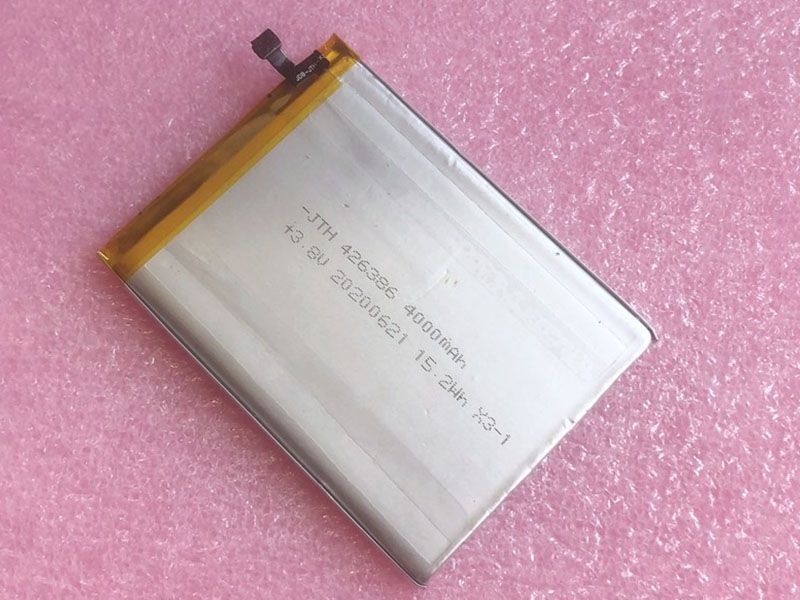 -JTH 426386 4000mAh
+3.8V 20200621 15.2Wh X3-1